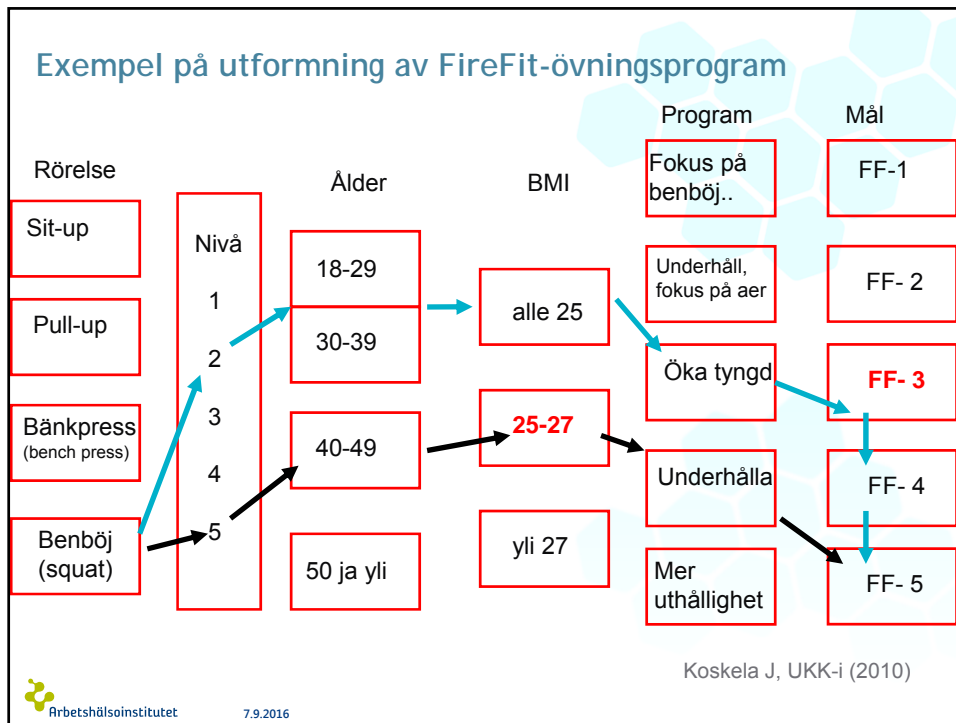 Exempel på utformning av FireFit-övningsprogram
Rörelse
Sit-up
Pull-up
Bänkpress
(bench press)
Benböj
(squat)
Nivå
1
2
3
4
5
Ålder
18-29
30-39
40-49
50 ja yli
BMI
alle 25
25-27
yli 27
Program
Fokus på
benböj..
Underhåll,
fokus på aer
Öka tyngd
Underhålla
Mer
uthållighet
Mål
FF-1
FF- 2
FF- 3
FF- 4
FF- 5
Koskela J, UKK-i (2010)
Arbetshälsoinstitutet
7.9.2016